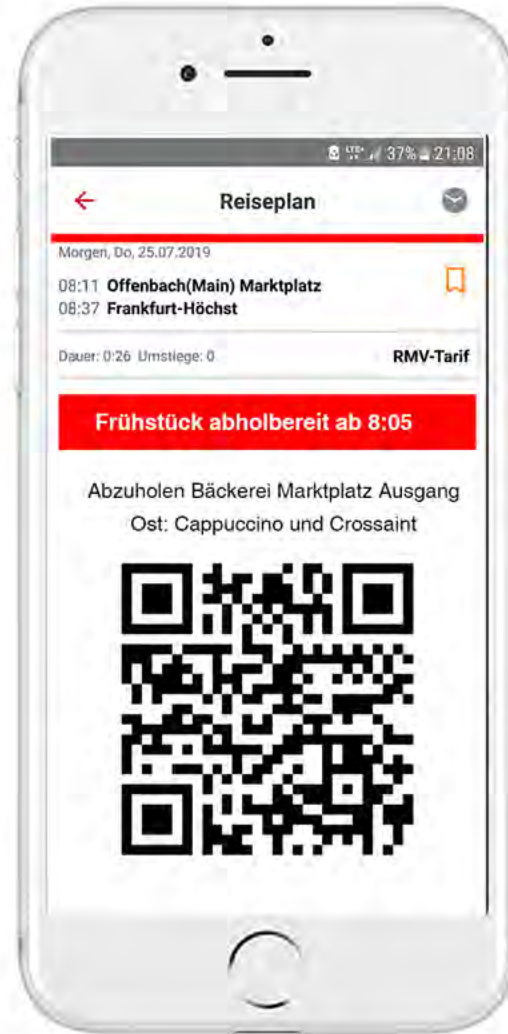 LTE+ 37% 21:08
Reiseplan
Morgen, Do, 25.07.2019
08:11 Offenbach(Main) Marktplatz
08:37 Frankfurt-Höchst
Dauer: 0:26 Umstiege: 0 RMV-Tarif
Frühstück abholbereit ab 8:05
Abzuholen Bäckerei Marktplatz Ausgang
Ost: Cappuccino und Crossaint